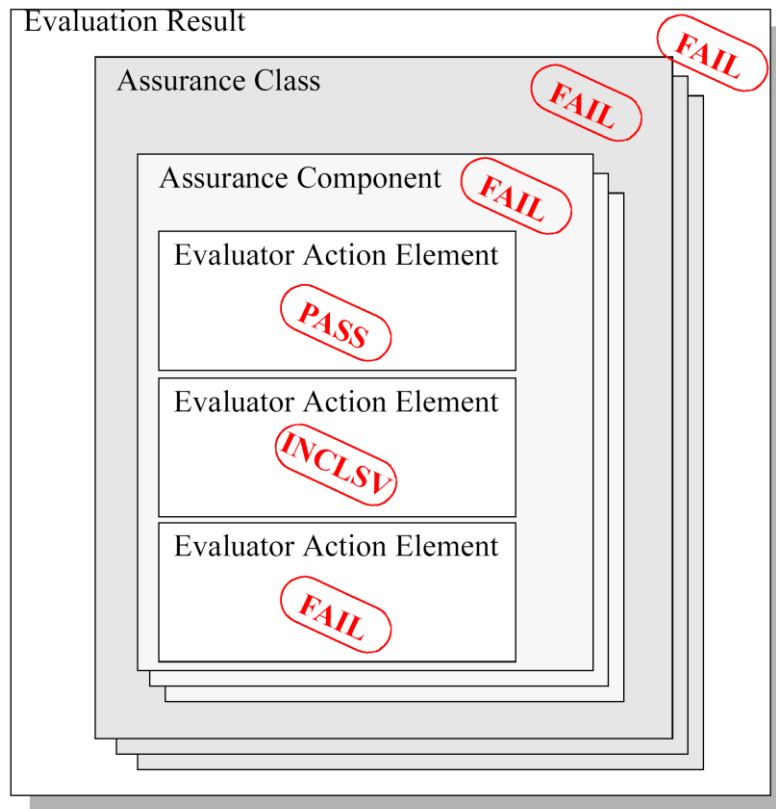 Evaluation Result
FAIL
Assurance Class
FAIL
Assurance Component
FAIL
Evaluator Action Element
PASS
Evaluator Action Element
INCLSV
Evaluator Action Element
FAIL